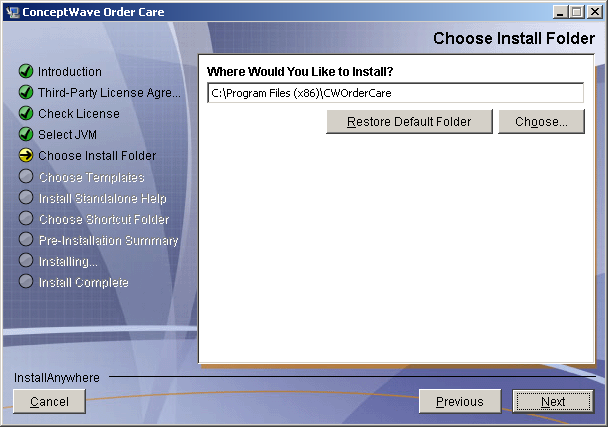 ConceptWave Order Care
Choose Install Folder
Introduction
Third-Party License Agre...
Check License
Select JVM
Choose Install Folder
Choose Templates
Install Standalone Help
Choose Shortcut Folder
Pre-Installation Summary
Installing...
Install Complete
Where Would You Like to Install?
C:\Program Files (x86)\CWOrderCare
Restore Default Folder
Choose...
InstallAnywhere
Cancel
Previous
Next